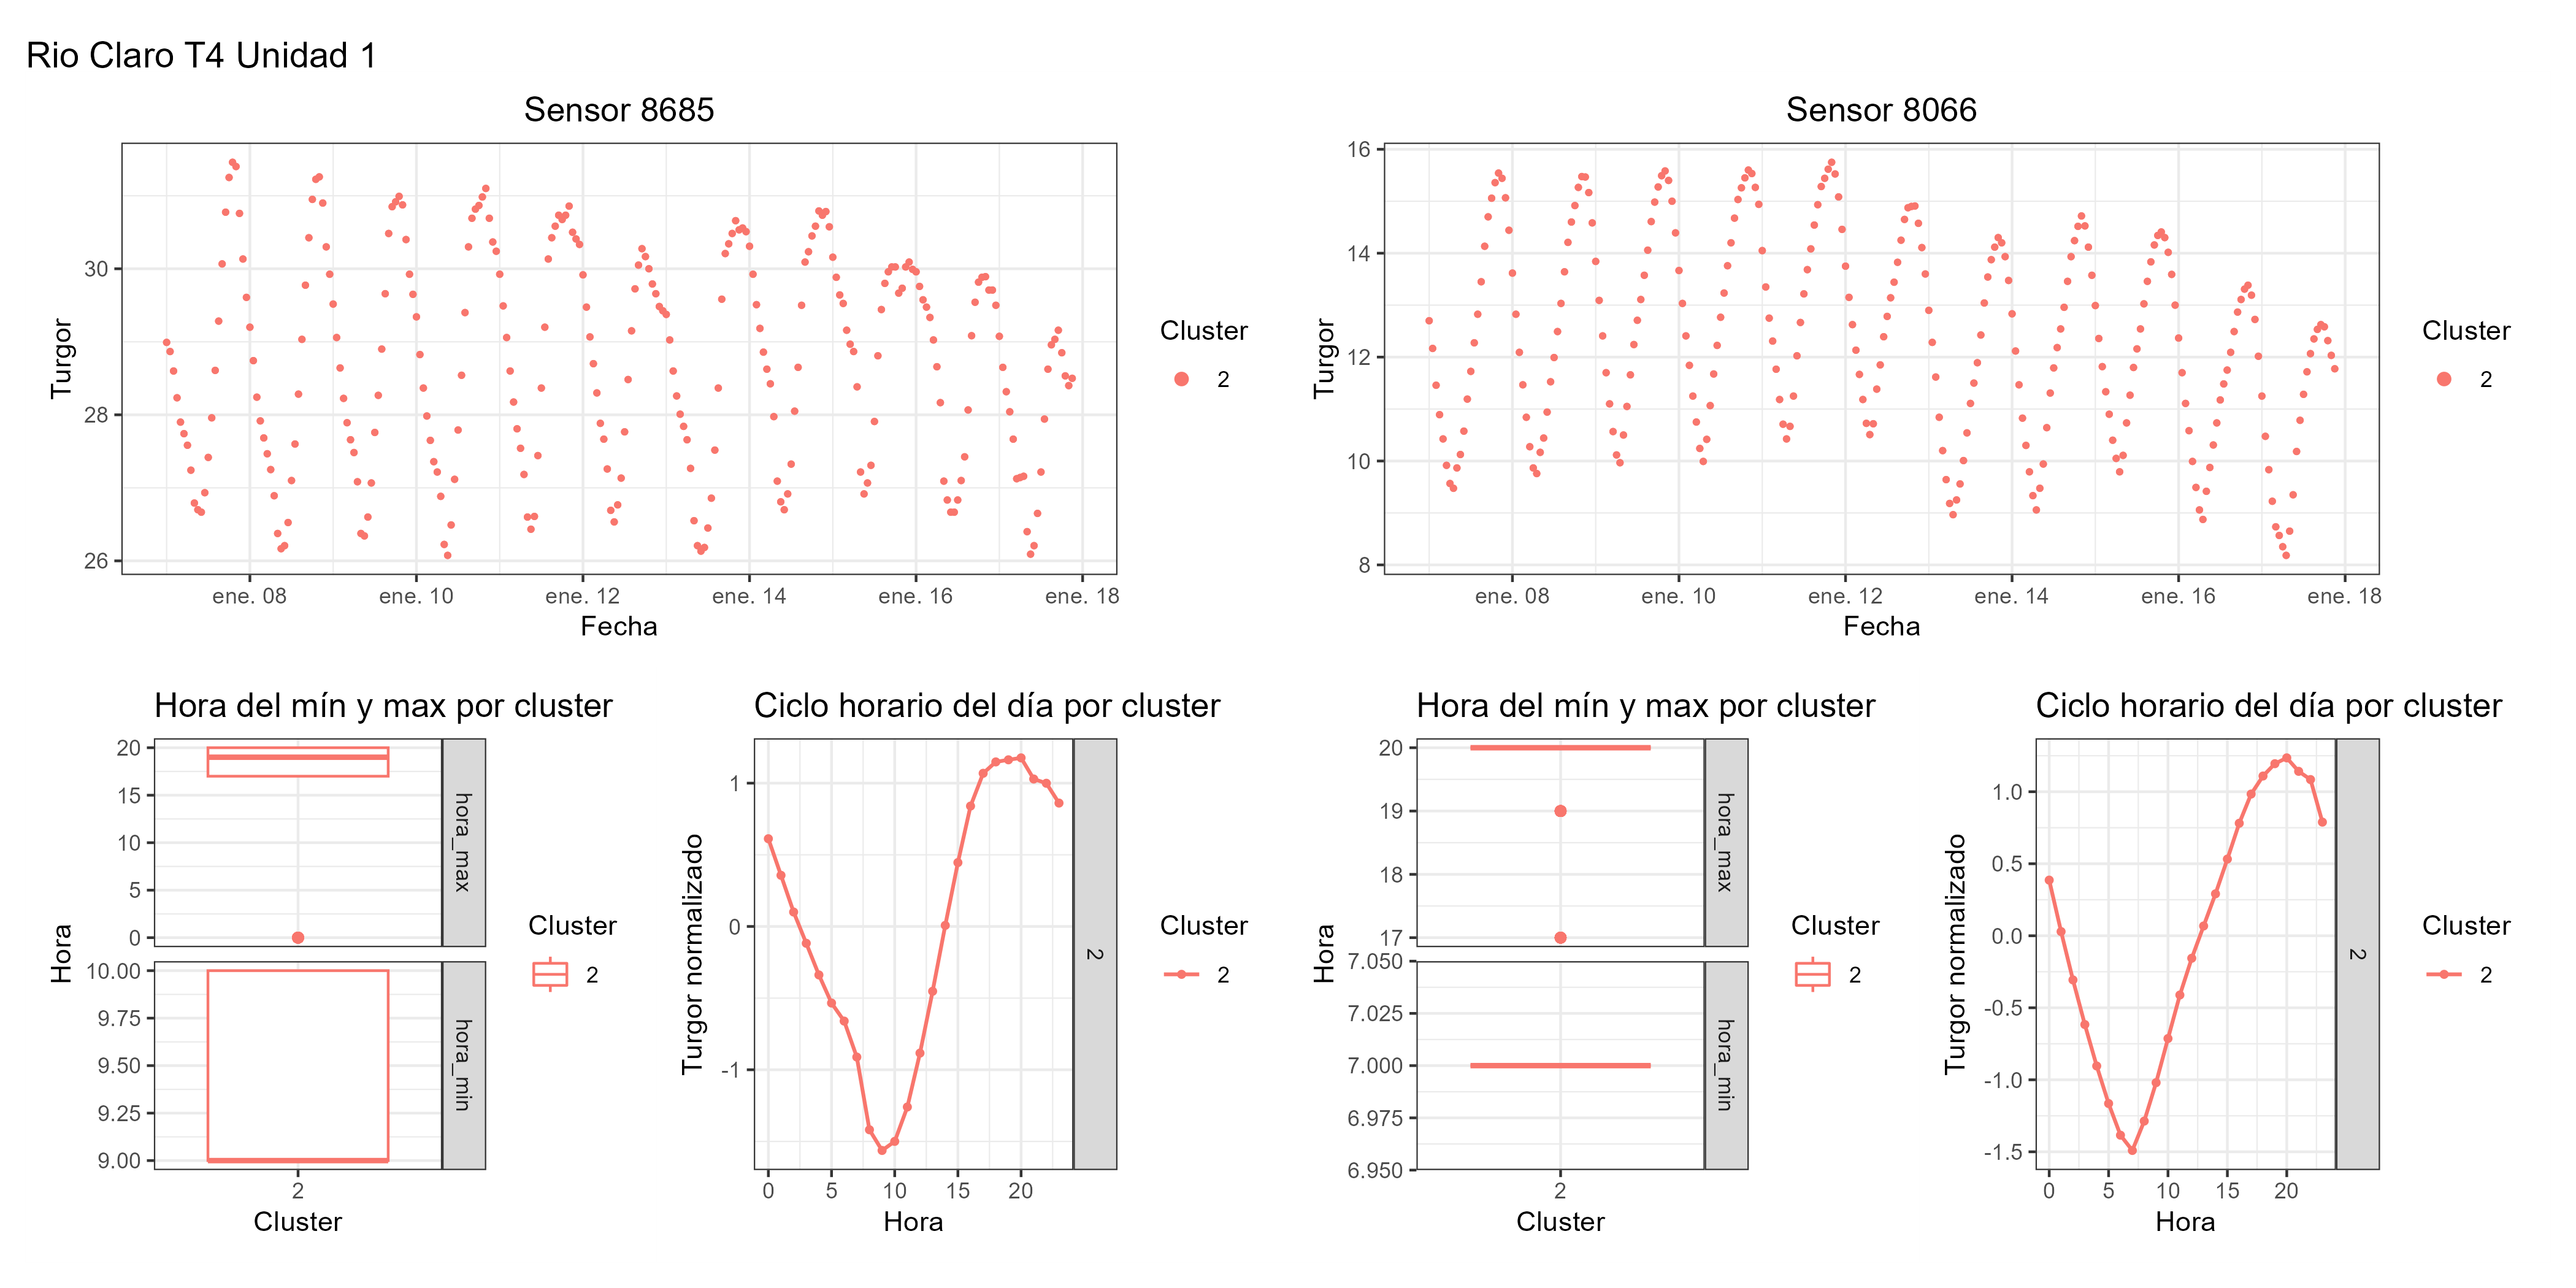 Rio Claro T4 Unidad 1
Sensor 8685
Turgor
30
28
26
ene. 08 ene. 10 ene. 12 ene. 14 ene. 16 ene. 18
Fecha
Cluster
2
Sensor 8066
Turgor
16
14
12
10
8
ene. 08 ene. 10 ene. 12 ene. 14 ene. 16 ene. 18
Fecha
Cluster
2
Hora del mín y max por cluster
Hora
20
15
10
5
0
hora_max
10.00
9.75
9.50
9.25
9.00
hora_min
2
Cluster
Cluster
2
Ciclo horario del día por cluster
Turgor normalizado
1
0
-1
0 5 10 15 20
Hora
2
Cluster
2
Hora del mín y max por cluster
Hora
20
19
18
17
hora_max
7.050
7.025
7.000
6.975
6.950
hora_min
2
Cluster
Cluster
2
Ciclo horario del día por cluster
Turgor normalizado
1.0
0.5
0.0
-0.5
-1.0
-1.5
0 5 10 15 20
Hora
2
Cluster
2